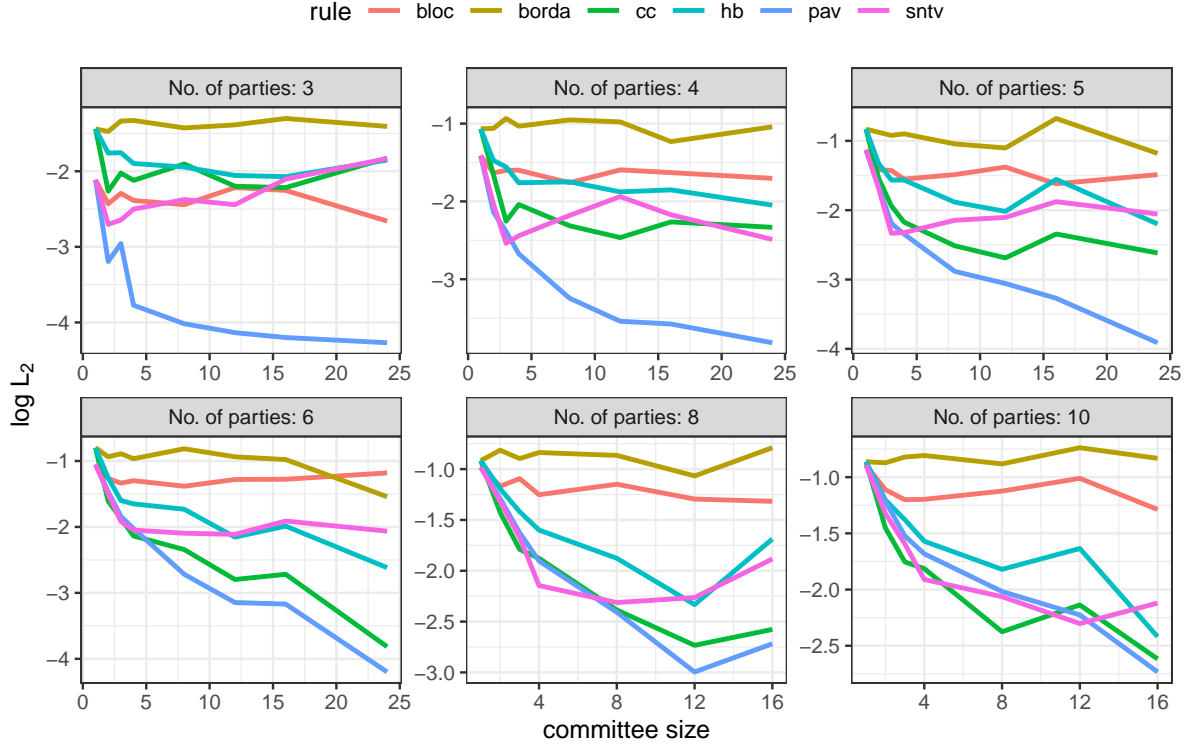 rule bloc borda cc hb pav sntv
No. of parties: 3 No. of parties: 4 No. of parties: 5
−2
−3
−4
0 5 10 15 20 25
−1
−2
−3
0 5 10 15 20 25
−1
−2
−3
−4
0 5 10 15 20 25
log L2
No. of parties: 6 No. of parties: 8 No. of parties: 10
−1
−2
−3
−4
0 5 10 15 20 25
−1.0
−1.5
−2.0
−2.5
−3.0
4 8 12 16
−1.0
−1.5
−2.0
−2.5
4 8 12 16
committee size